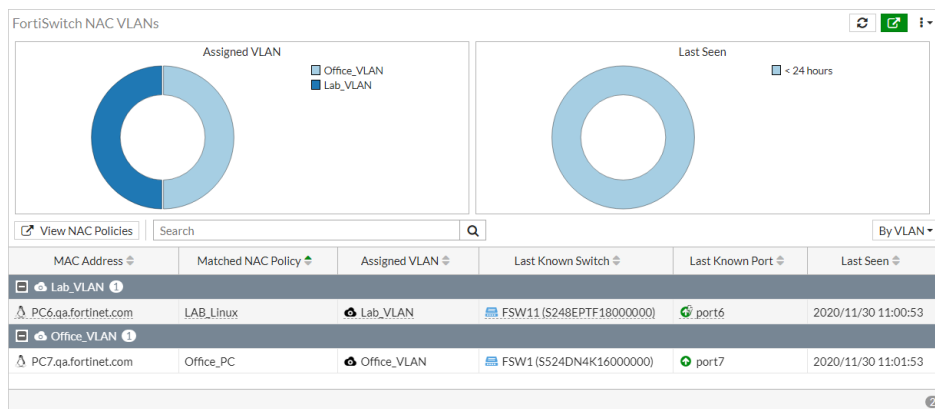 FortiSwitch NAC VLANs
Assigned VLAN
Office_VLAN
Lab_VLAN
Last Seen
< 24 hours
View NAC Policies
Search
By VLAN
MAC Address Matched NAC Policy Assigned VLAN Last Known Switch Last Known Port Last Seen
Lab_VLAN 1
PC6.qa.fortinet.com LAB_Linux Lab_VLAN FSW11 (S248EPTF18000000) port6 2020/11/30 11:00:53
Office_VLAN 1
PC7.qa.fortinet.com Office_PC Office_VLAN FSW1 (S524DN4K16000000) port7 2020/11/30 11:01:53
2